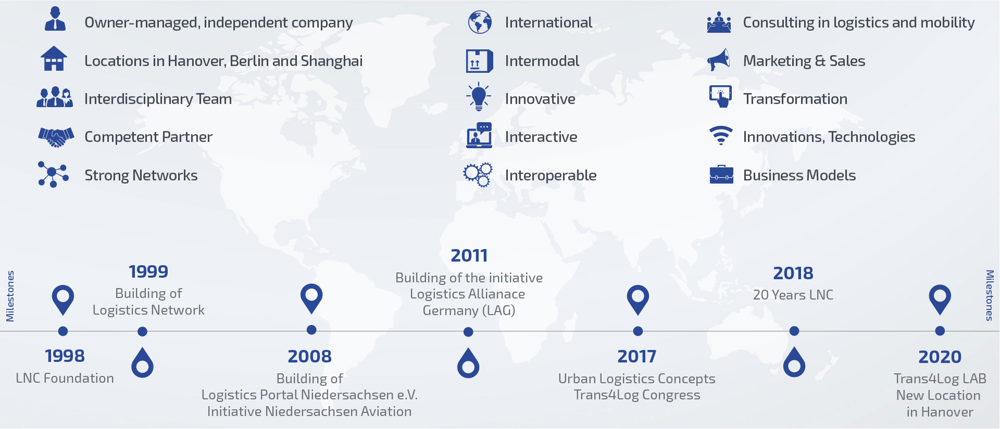 Owner-managed, independent company
Locations in Hanover, Berlin and Shanghai
Interdisciplinary Team
Competent Partner
Strong Networks
International
Intermodal
Innovative
Interactive
Interoperable
Consulting in logistics and mobility
Marketing & Sales
Transformation
Innovations, Technologies
Business Models
Milestones
1998
LNC Foundation
1999
Building of
Logistics Network
2008
Building of
Logistics Portal Niedersachsen e.V.
Initiative Niedersachsen Aviation
2011
Building of the initiative
Logistics Allianace
Germany (LAG)
2017
Urban Logistics Concepts
Trans4Log Congress
2018
20 Years LNC
2020
Trans4Log LAB
New Location
in Hanover
Milestones